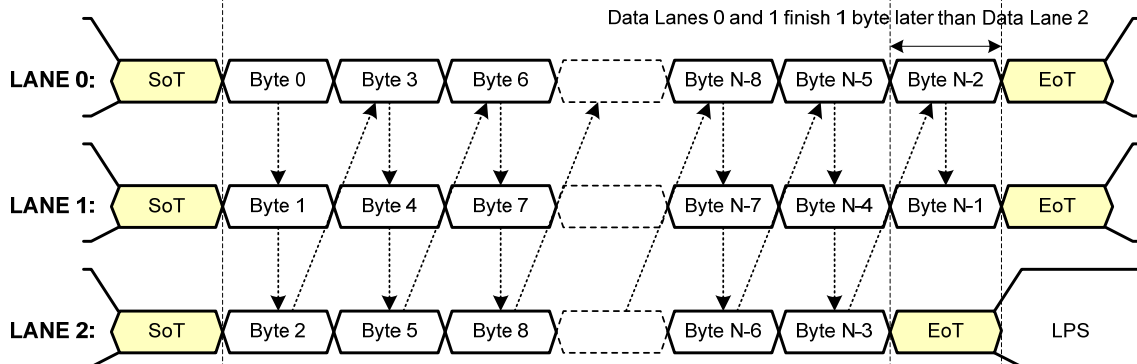 Data Lanes 0 and 1 finish 1 byte later than Data Lane 2
LANE 0: SoT Byte 0 Byte 3 Byte 6 Byte N-8 Byte N-5 Byte N-2 EoT
LANE 1: SoT Byte 1 Byte 4 Byte 7 Byte N-7 Byte N-4 Byte N-1 EoT
LANE 2: SoT Byte 2 Byte 5 Byte 8 Byte N-6 Byte N-3 EoT LPS